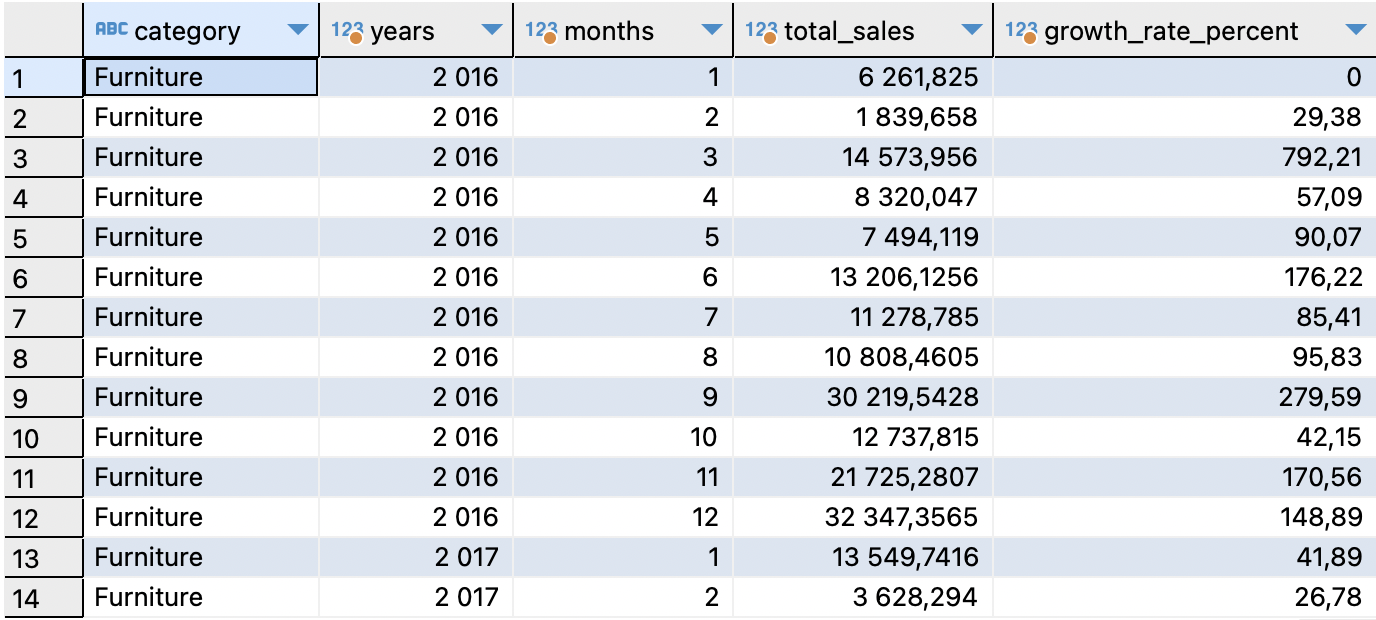 ABC category 123 years 123 months 123 total_sales 123 growth_rate_percent
1 Furniture 2 016 1 6 261,825 0
2 Furniture 2 016 2 1 839,658 29,38
3 Furniture 2 016 3 14 573,956 792,21
4 Furniture 2 016 4 8 320,047 57,09
5 Furniture 2 016 5 7 494,119 90,07
6 Furniture 2 016 6 13 206,1256 176,22
7 Furniture 2 016 7 11 278,785 85,41
8 Furniture 2 016 8 10 808,4605 95,83
9 Furniture 2 016 9 30 219,5428 279,59
10 Furniture 2 016 10 12 737,815 42,15
11 Furniture 2 016 11 21 725,2807 170,56
12 Furniture 2 016 12 32 347,3565 148,89
13 Furniture 2 017 1 13 549,7416 41,89
14 Furniture 2 017 2 3 628,294 26,78